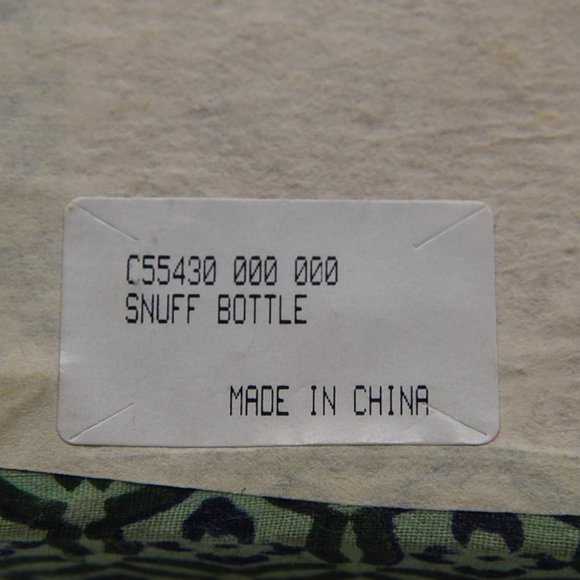 C55430 000 000
SNUFF BOTTLE
MADE IN CHINA